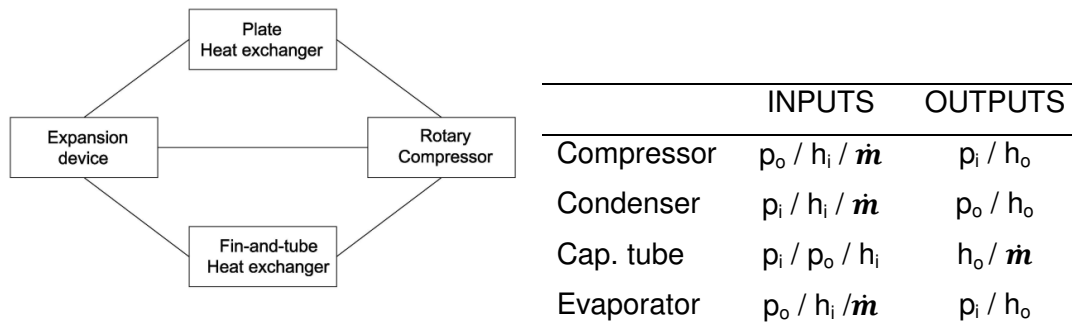 Plate
Heat exchanger
Expansion
device
Rotary
Compressor
Fin-and-tube
Heat exchanger
INPUTS OUTPUTS
Compressor pₒ / hᵢ / ṁ pᵢ / hₒ
Condenser pᵢ / hᵢ / ṁ pₒ / hₒ
Cap. tube pᵢ / pₒ / hᵢ hₒ / ṁ
Evaporator pₒ / hᵢ /ṁ pᵢ / hₒ